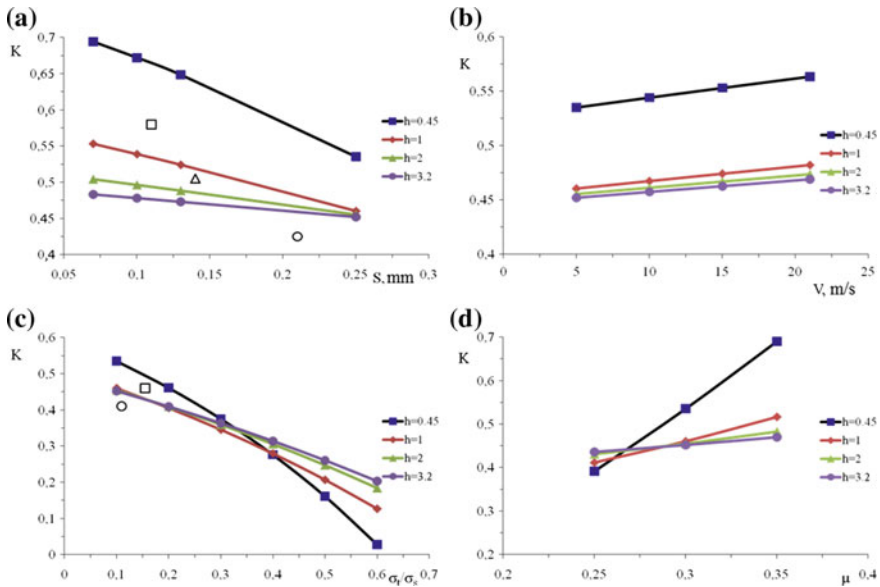 (a)
0,7
K
0,65
0,6
0,55
0,5
0,45
0,4
0,05
0,1
0,15
0,2
0,25
0,3
S, mm
h=0.45
h=1
h=2
h=3.2
(b)
0.6
K
0.55
0.5
0.45
0.4
0
5
10
15
20
25
V, m/s
h=0.45
h=1
h=2
h=3.2
(c)
0.6
K
0.5
0.4
0.3
0.2
0.1
0
0
0.1
0.2
0.3
0.4
0.5
0.6
0.7
σr/σs
h=0.45
h=1
h=2
h=3.2
(d)
0.8
K
0.7
0,6
0.5
0.4
0.3
0,2
0.2
0.25
0.3
0.35
0.4
μ
h=0.45
h=1
h=2
h=3.2